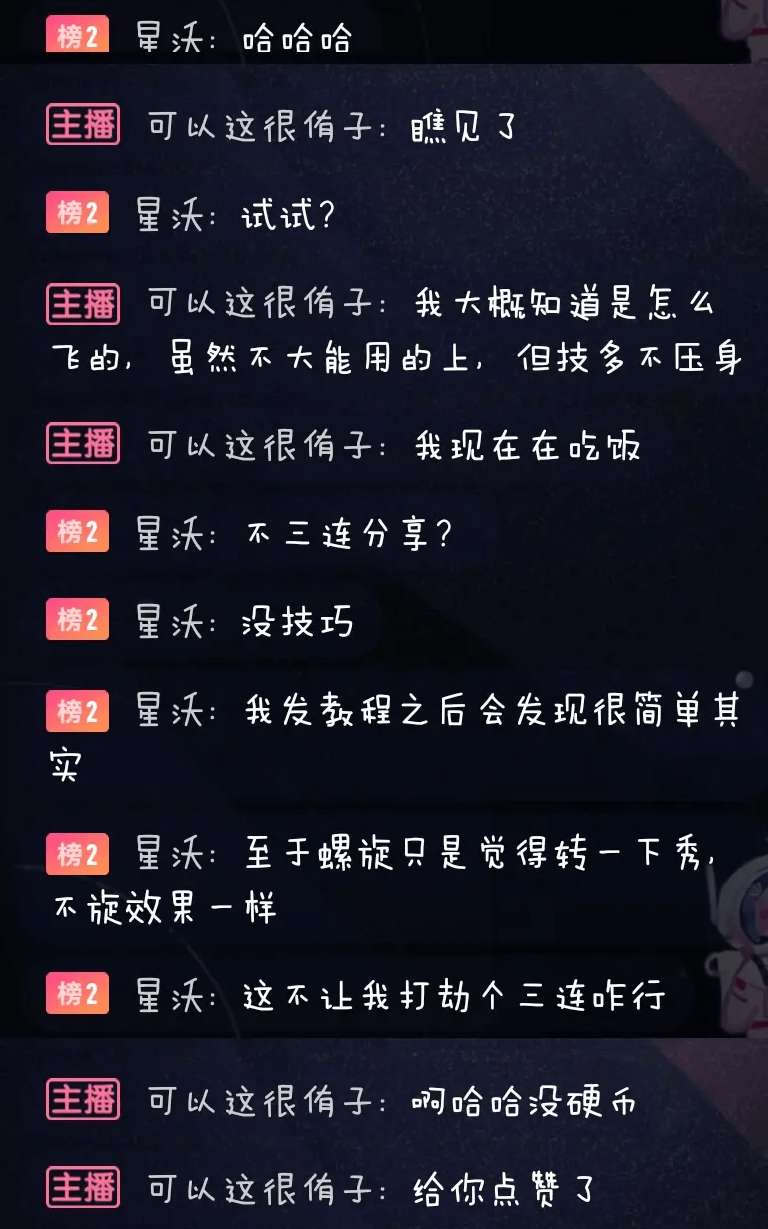 榜2 星沃：哈哈哈
主播 可以这很侑子：瞧见了
榜2 星沃：试试？
主播 可以这很侑子：我大概知道是怎么
飞的，虽然不大能用的上，但技多不压身
主播 可以这很侑子：我现在在吃饭
榜2 星沃：不三连分享？
榜2 星沃：没技巧
榜2 星沃：我发教程之后会发现很简单其
实
榜2 星沃：至于螺旋只是觉得转一下秀，
不旋效果一样
榜2 星沃：这不让我打劫个三连咋行
主播 可以这很侑子：啊哈哈没硬币
主播 可以这很侑子：给你点赞了